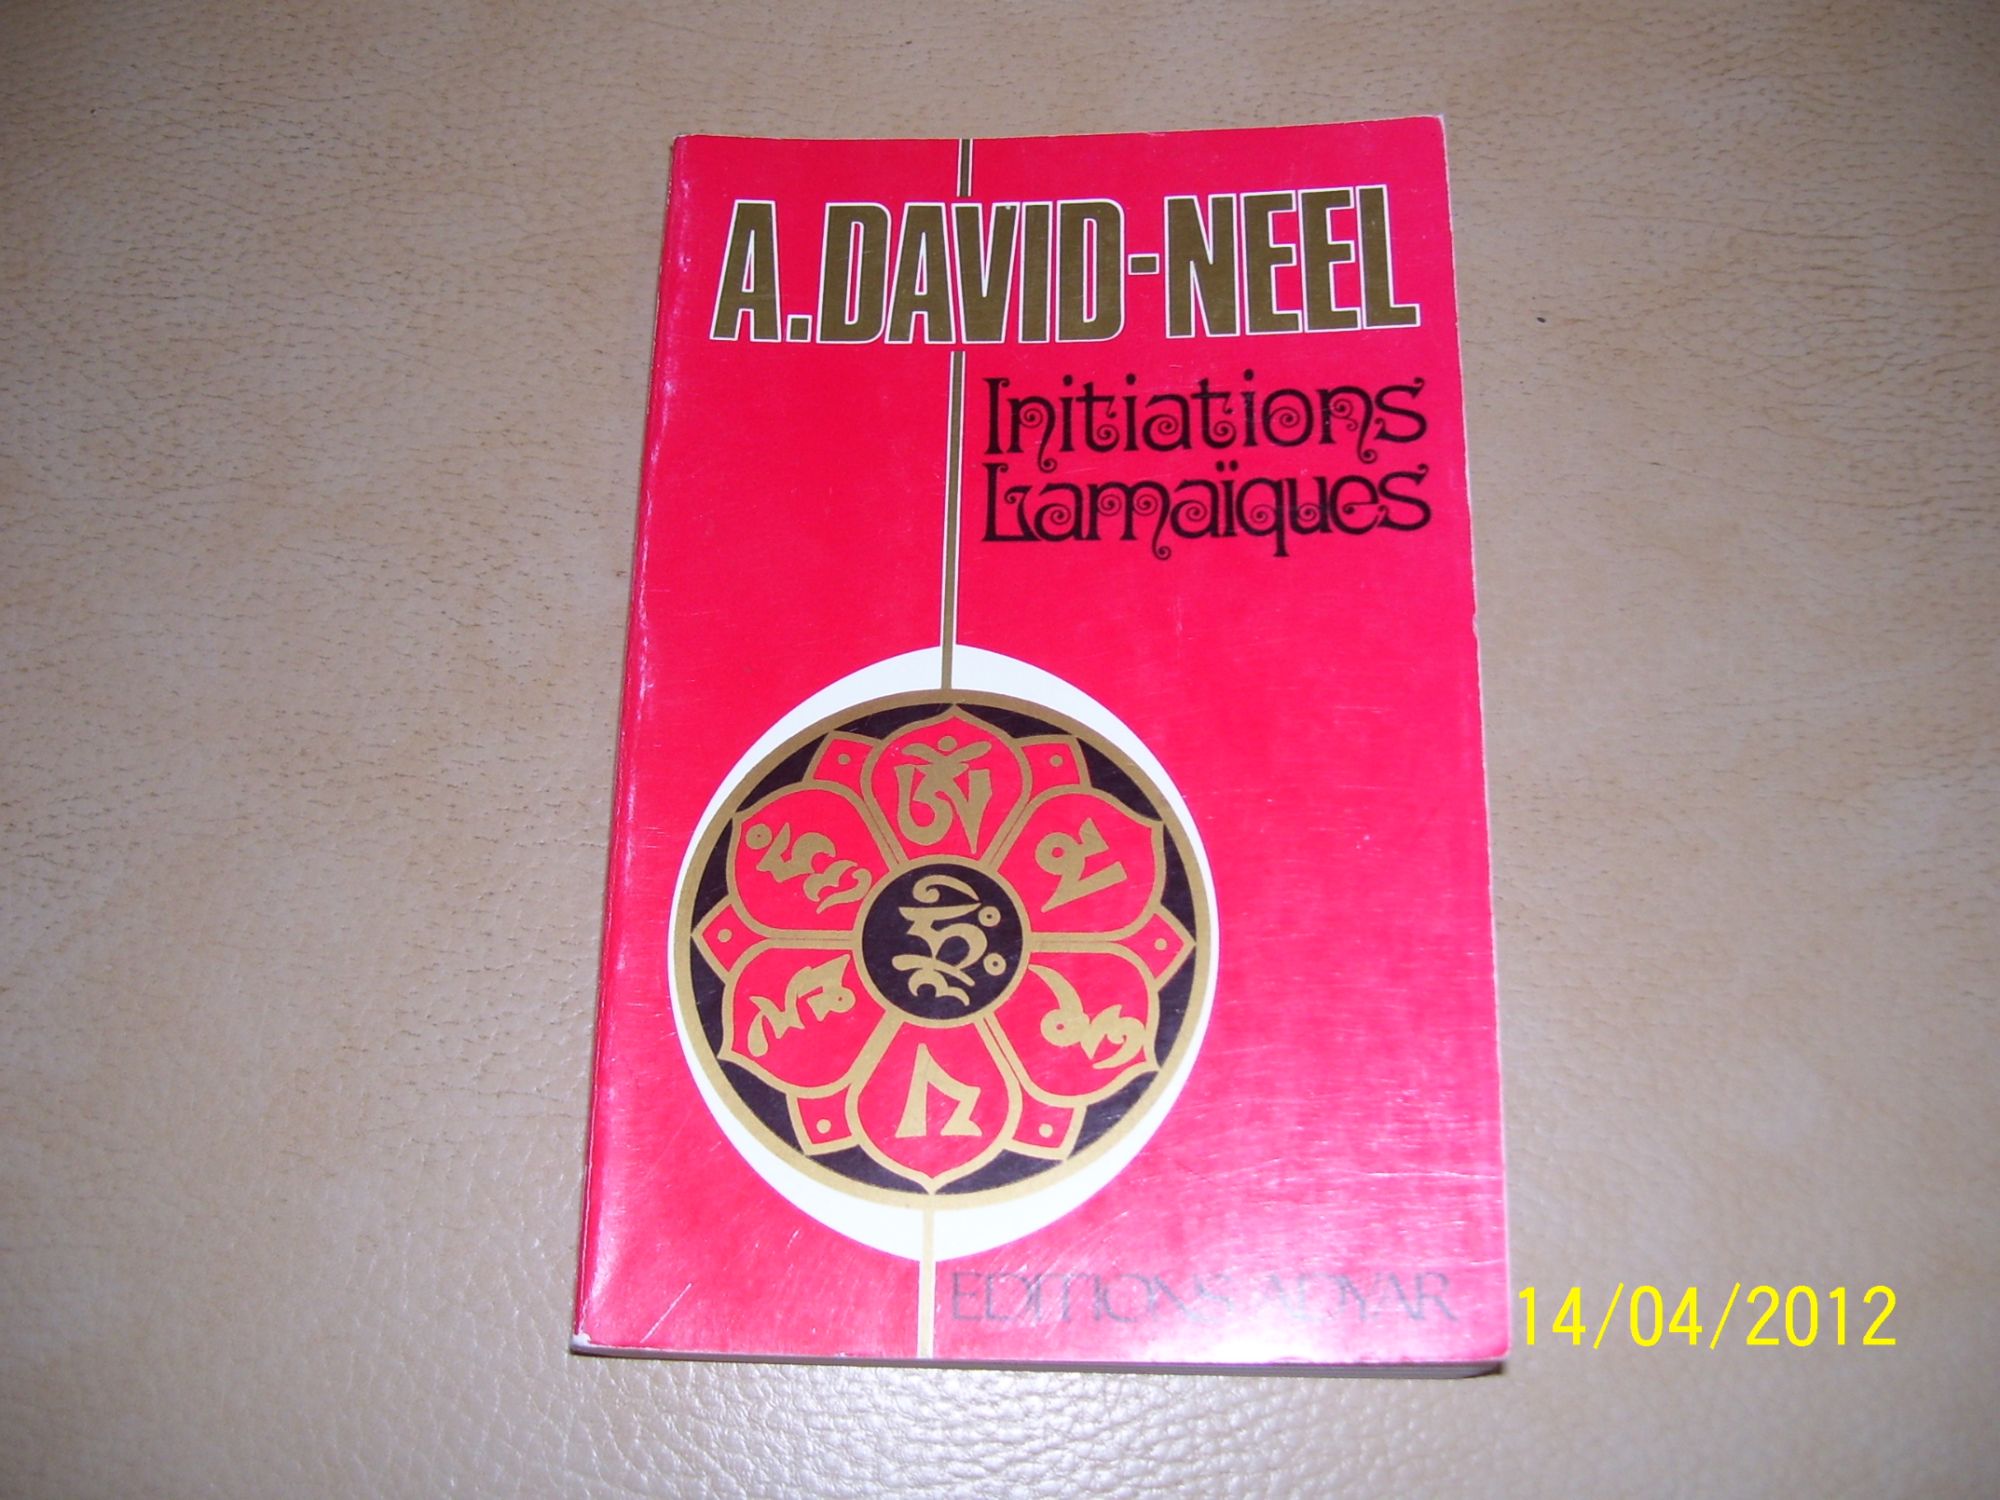 A.DAVID-NEEL
Initiations
Lamaïques
ༀ
མ
EDITIONS ADYAR
14/04/2012